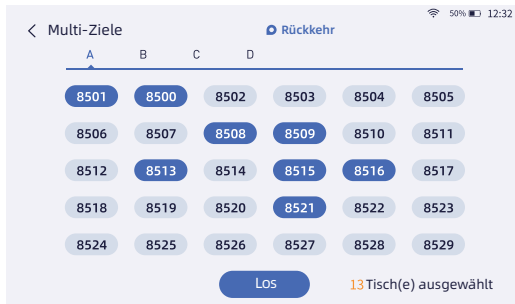 50% 12:32
Multi-Ziele Rückkehr
A B C D
8501 8500 8502 8503 8504 8505
8506 8507 8508 8509 8510 8511
8512 8513 8514 8515 8516 8517
8518 8519 8520 8521 8522 8523
8524 8525 8526 8527 8528 8529
Los 13Tisch(e) ausgewählt